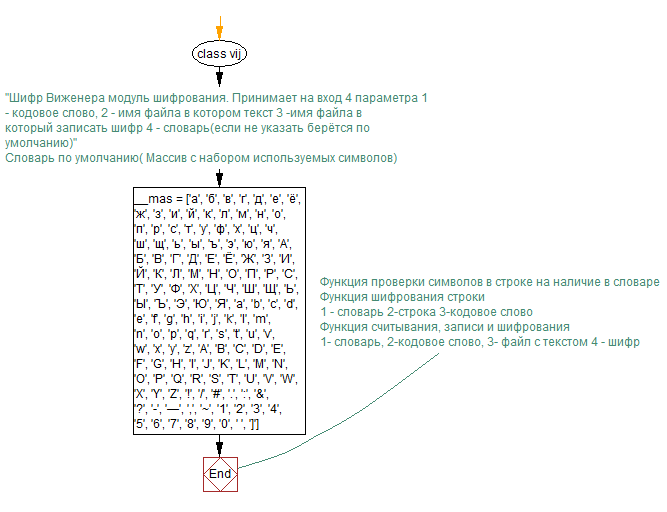 class vij
"Шифр Виженера модуль шифрования. Принимает на вход 4 параметра 1
- кодовое слово, 2 - имя файла в котором текст 3 -имя файла в
который записать шифр 4 - словарь(если не указать берётся по
умолчанию)"
Словарь по умолчанию( Массив с набором используемых символов)
__mas = ['а', 'б', 'в', 'г', 'д', 'е', 'ё',
'ж', 'з', 'и', 'й', 'к', 'л', 'м', 'н', 'о',
'п', 'р', 'с', 'т', 'у', 'ф', 'х', 'ц', 'ч',
'ш', 'щ', 'ь', 'ы', 'ъ', 'э', 'ю', 'я', 'А',
'Б', 'В', 'Г', 'Д', 'Е', 'Ё', 'Ж', 'З', 'И',
'Й', 'К', 'Л', 'М', 'Н', 'О', 'П', 'Р', 'С',
'Т', 'У', 'Ф', 'Х', 'Ц', 'Ч', 'Ш', 'Щ', 'Ь',
'Ы', 'Ъ', 'Э', 'Ю', 'Я', 'a', 'b', 'c', 'd',
'e', 'f', 'g', 'h', 'i', 'j', 'k', 'l', 'm',
'n', 'o', 'p', 'q', 'r', 's', 't', 'u', 'v',
'w', 'x', 'y', 'z', 'A', 'B', 'C', 'D', 'E',
'F', 'G', 'H', 'I', 'J', 'K', 'L', 'M', 'N',
'O', 'P', 'Q', 'R', 'S', 'T', 'U', 'V', 'W',
'X', 'Y', 'Z', '!', '/', '#', '.', ':', '&',
'?', '-', '—', ',', '~', '1', '2', '3', '4',
'5', '6', '7', '8', '9', '0', ' ', ']']
Функция проверки символов в строке на наличие в словаре
Функция шифрования строки
1 - словарь 2-строка 3-кодовое слово
Функция считывания, записи и шифрования
1- словарь, 2-кодовое слово, 3- файл с текстом 4 - шифр
End